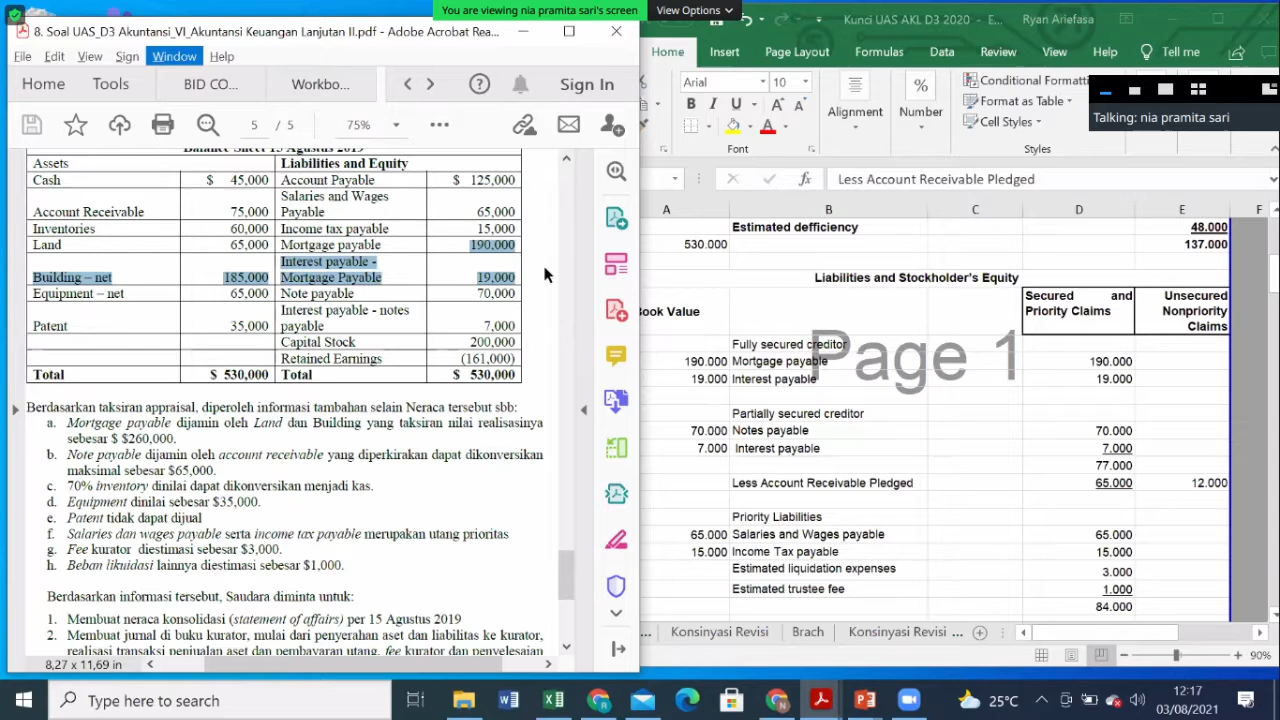 You are viewing nia pramita sari's screen
View Options
8. Soal UAS_D3 Akuntansi_VI_Akuntansi Keuangan Lanjutan II.pdf - Adobe Acrobat Rea...
File Edit View Sign Window Help
Home Tools BID CO... Workbo... Sign In
5 / 5 75%
Balance Sheet 15 Agustus 2019
Assets Liabilities and Equity
Cash $ 45,000 Account Payable $ 125,000
Salaries and Wages
Account Receivable 75,000 Payable 65,000
Inventories 60,000 Income tax payable 15,000
Land 65,000 Mortgage payable 190,000
Interest payable -
Building – net 185,000 Mortgage Payable 19,000
Equipment – net 65,000 Note payable 70,000
Interest payable - notes
Patent 35,000 payable 7,000
Capital Stock 200,000
Retained Earnings (161,000)
Total $ 530,000 Total $ 530,000
Berdasarkan taksiran appraisal, diperoleh informasi tambahan selain Neraca tersebut sbb:
a. Mortgage payable dijamin oleh Land dan Building yang taksiran nilai realisasinya
sebesar $ $260,000.
b. Note payable dijamin oleh account receivable yang diperkirakan dapat dikonversikan
maksimal sebesar $65,000.
c. 70% inventory dinilai dapat dikonversikan menjadi kas.
d. Equipment dinilai sebesar $35,000.
e. Patent tidak dapat dijual
f. Salaries dan wages payable serta income tax payable merupakan utang prioritas
g. Fee kurator diestimasi sebesar $3,000.
h. Beban likuidasi lainnya diestimasi sebesar $1,000.
Berdasarkan informasi tersebut, Saudara diminta untuk:
1. Membuat neraca konsolidasi (statement of affairs) per 15 Agustus 2019
2. Membuat jurnal di buku kurator, mulai dari penyerahan aset dan liabilitas ke kurator,
realisasi transaksi penjualan aset dan pembayaran utang, fee kurator dan penyelesaian
8,27 x 11,69 in
Kunci UAS AKL D3 2020 - E... Ryan Ariefasa
Home Insert Page Layout Formulas Data Review View Help Tell me
Arial 10
B I U
Font
Alignment
Number
Conditional Formatti
Format as Table
Cell Styles
Styles
Talking: nia pramita sari
fx Less Account Receivable Pledged
A B C D E F
Estimated defficiency 48.000
530.000 137.000
Liabilities and Stockholder's Equity
ook Value Secured and Priority Claims Unsecured Nonpriority Claims
Fully secured creditor
190.000 Mortgage payable 190.000
19.000 Interest payable 19.000
Page 1
Partially secured creditor
70.000 Notes payable 70.000
7.000 Interest payable 7.000
77.000
Less Account Receivable Pledged 65.000 12.000
Priority Liabilities
65.000 Salaries and Wages payable 65.000
15.000 Income Tax payable 15.000
Estimated liquidation expenses 3.000
Estimated trustee fee 1.000
84.000
... Konsinyasi Revisi Brach Konsinyasi Revisi ...
90%
Type here to search
25°C
12:17
03/08/2021